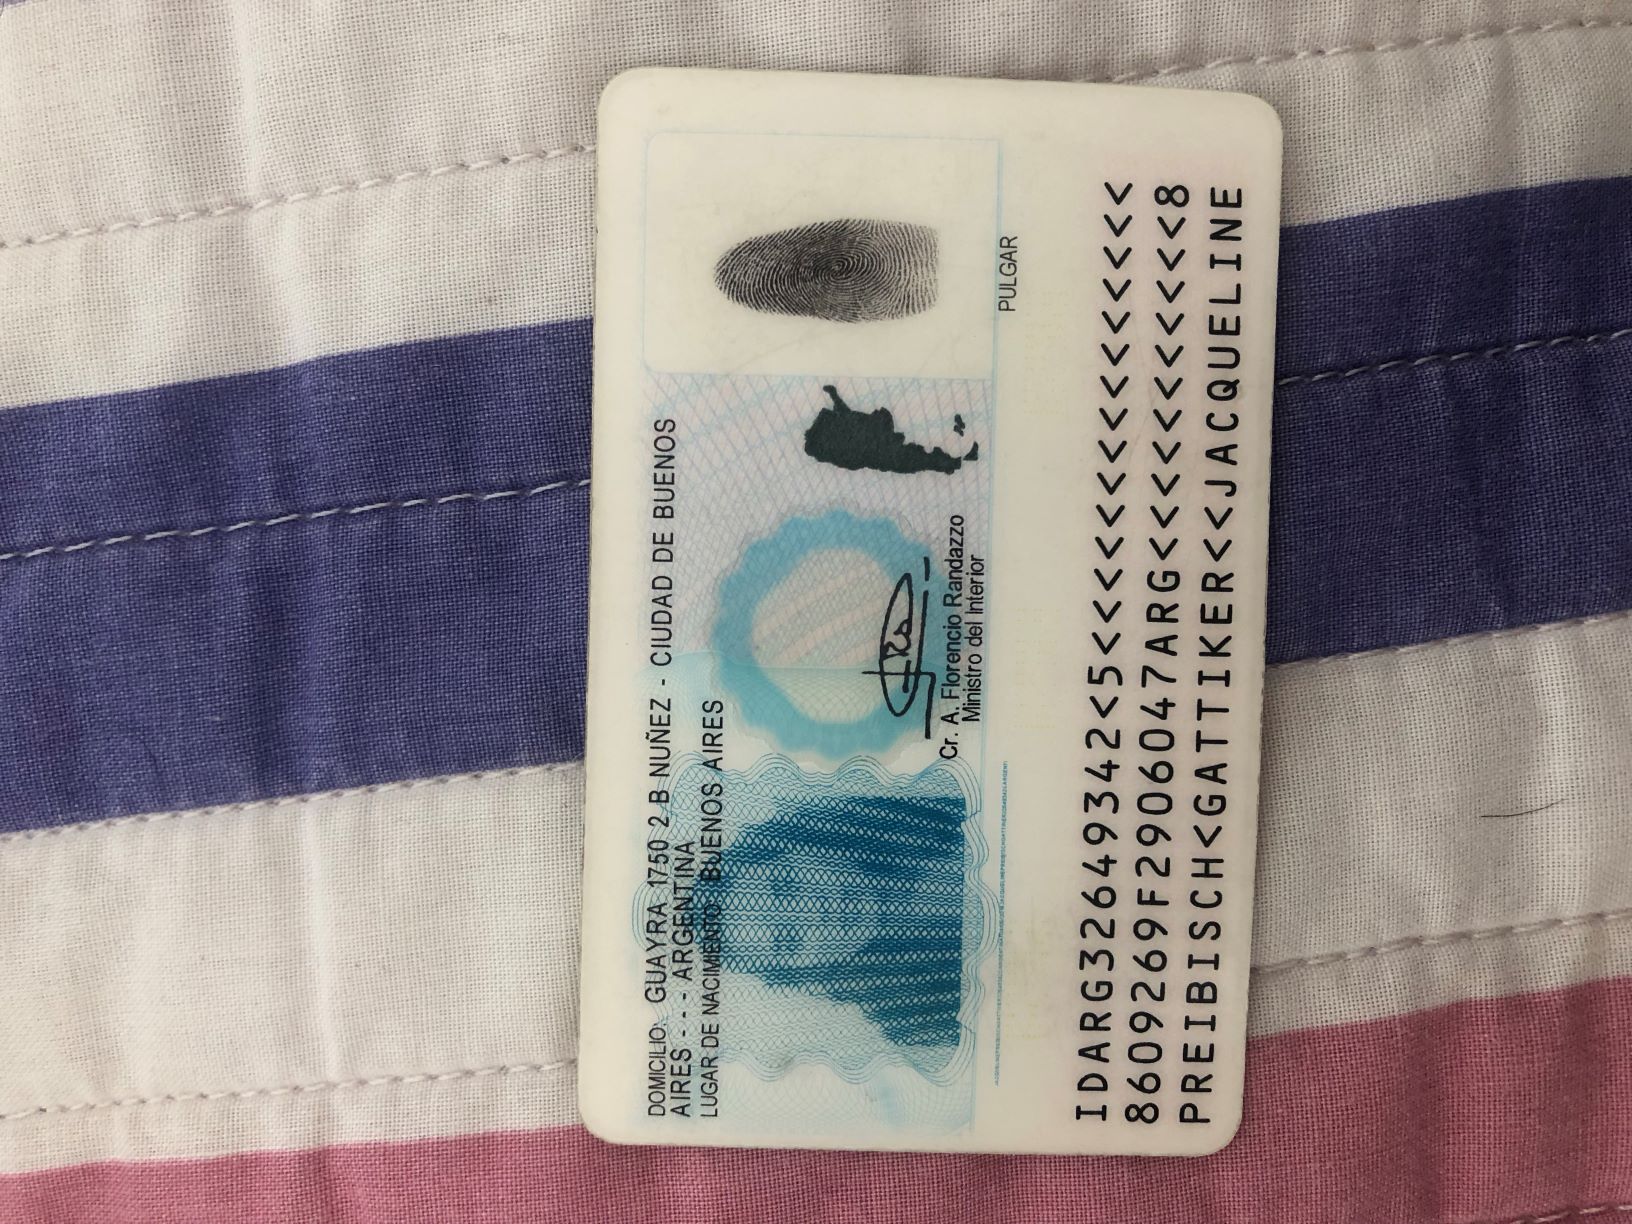 DOMICILIO: GUAYRA 1750 2 B NUÑEZ - CIUDAD DE BUENOS
AIRES - - - ARGENTINA
LUGAR DE NACIMIENTO: BUENOS AIRES
Cr. A. Florencio Randazzo
Ministro del Interior
PULGAR
IDARG32649342<5<<<<<<<<<<<<<<<
8609269F2906047ARG<<<<<<<<<<<8
PREIBISCH<GATTIKER<<JACQUELINE